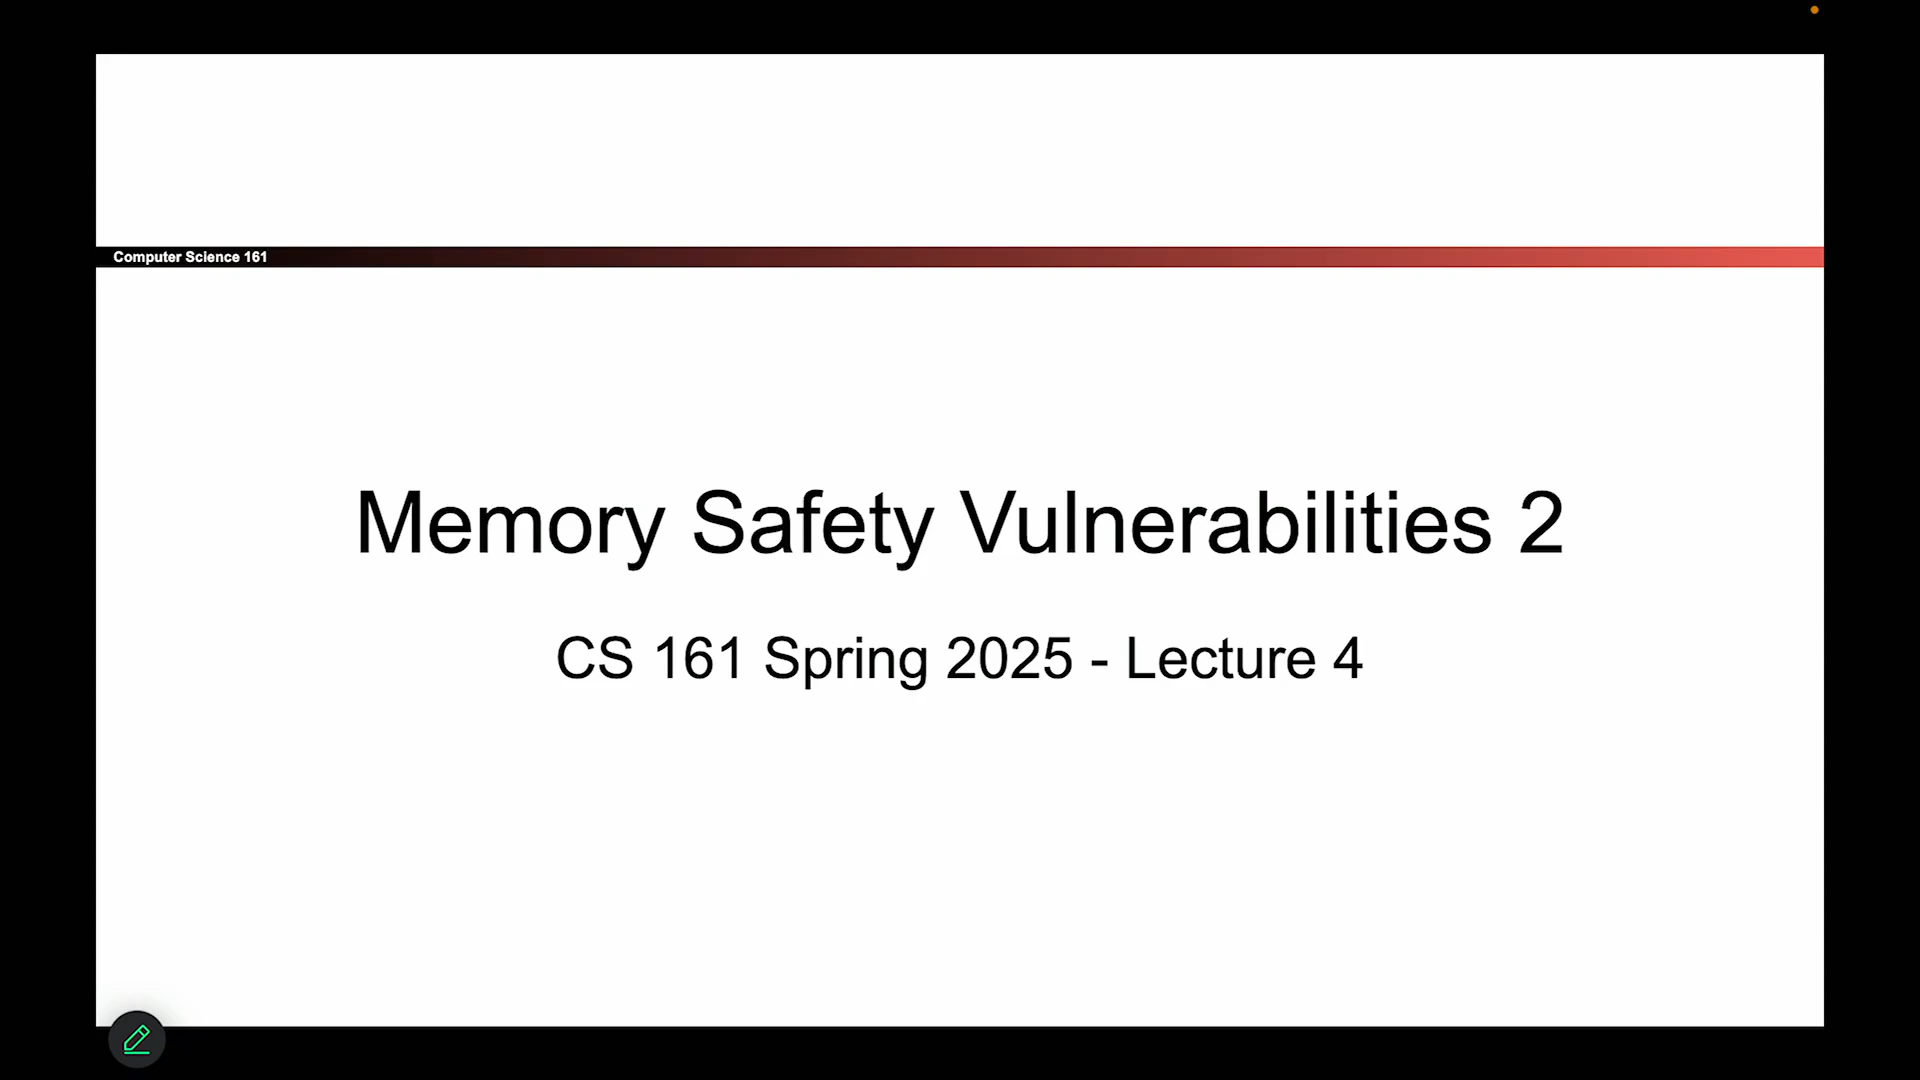 Computer Science 161
Memory Safety Vulnerabilities 2
CS 161 Spring 2025 - Lecture 4